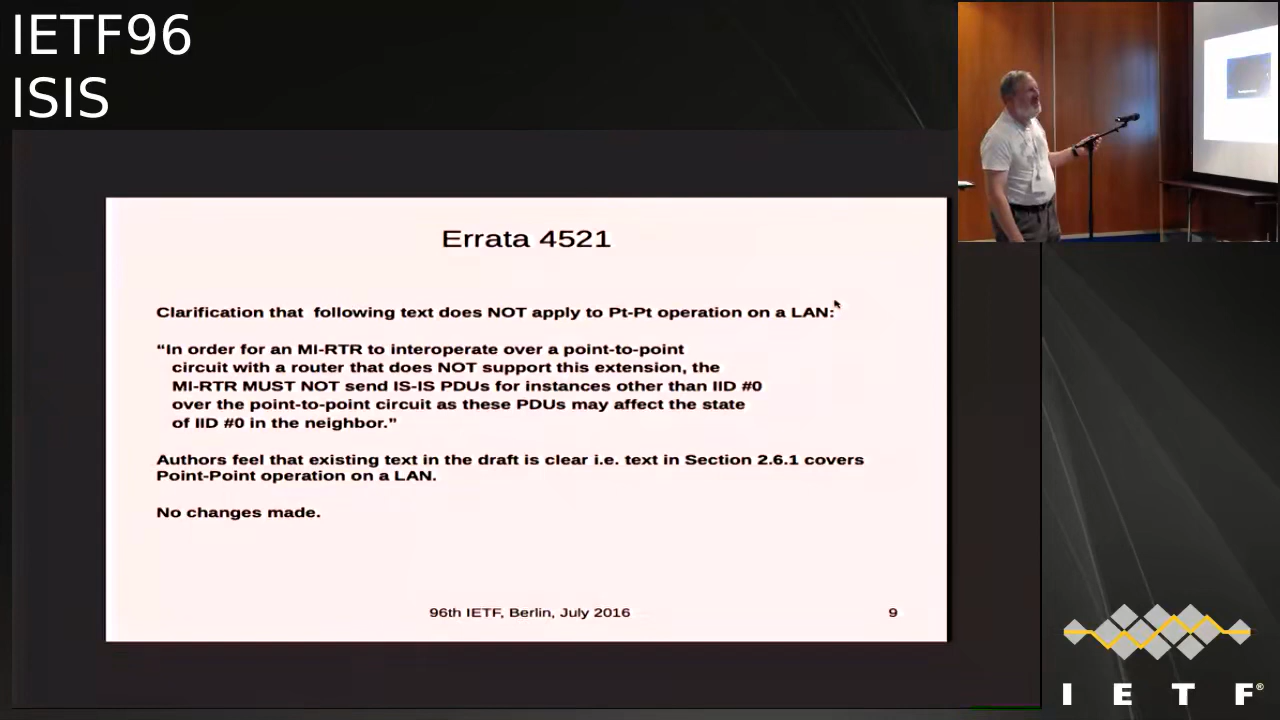 IETF96
ISIS
Errata 4521
Clarification that  following text does NOT apply to Pt-Pt operation on a LAN:
“In order for an MI-RTR to interoperate over a point-to-point
circuit with a router that does NOT support this extension, the
MI-RTR MUST NOT send IS-IS PDUs for instances other than IID #0
over the point-to-point circuit as these PDUs may affect the state
of IID #0 in the neighbor.”
Authors feel that existing text in the draft is clear i.e. text in Section 2.6.1 covers
Point-Point operation on a LAN.
No changes made.
96th IETF, Berlin, July 2016
9
I E T F®